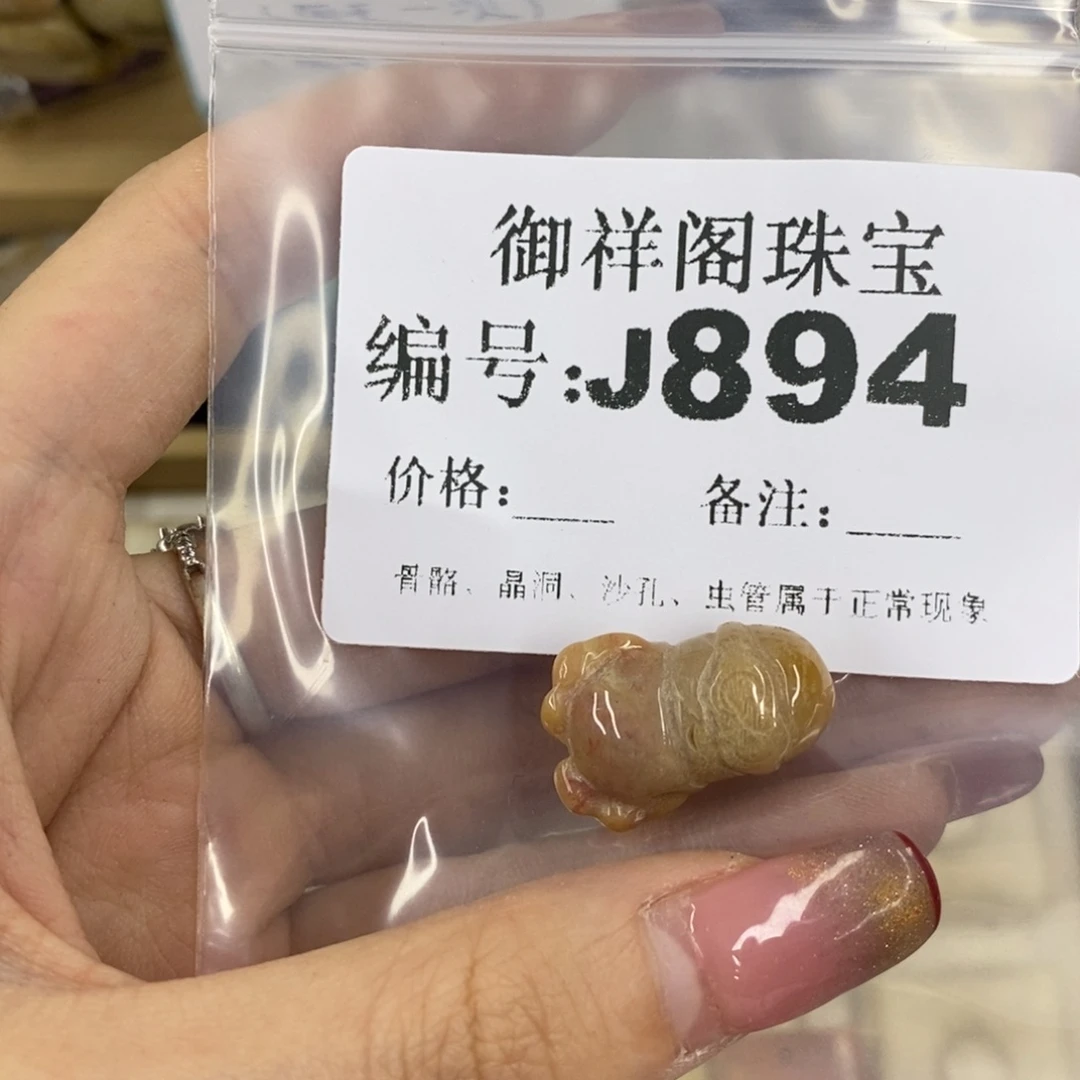 御祥阁珠宝
编号:J894
价格:____ 备注:____
骨骼、晶洞、沙孔、虫管属于正常现象